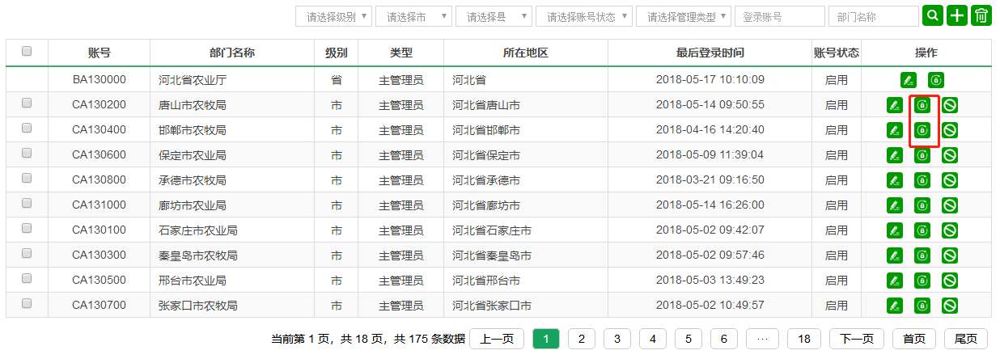 请选择级别 请选择市 请选择县 请选择账号状态 请选择管理类型 登录账号 部门名称
账号 部门名称 级别 类型 所在地区 最后登录时间 账号状态 操作
BA130000 河北省农业厅 省 主管理员 河北省 2018-05-17 10:10:09 启用
CA130200 唐山市农牧局 市 主管理员 河北省唐山市 2018-05-14 09:50:55 启用
CA130400 邯郸市农牧局 市 主管理员 河北省邯郸市 2018-04-16 14:20:40 启用
CA130600 保定市农业局 市 主管理员 河北省保定市 2018-05-09 11:39:04 启用
CA130800 承德市农牧局 市 主管理员 河北省承德市 2018-03-21 09:16:50 启用
CA131000 廊坊市农业局 市 主管理员 河北省廊坊市 2018-05-14 16:26:00 启用
CA130100 石家庄市农业局 市 主管理员 河北省石家庄市 2018-05-02 09:42:07 启用
CA130300 秦皇岛市农牧局 市 主管理员 河北省秦皇岛市 2018-05-02 09:57:46 启用
CA130500 邢台市农业局 市 主管理员 河北省邢台市 2018-05-03 13:49:23 启用
CA130700 张家口市农牧局 市 主管理员 河北省张家口市 2018-05-02 10:49:57 启用
当前第 1 页，共 18 页，共 175 条数据 上一页 1 2 3 4 5 6 ··· 18 下一页 首页 尾页